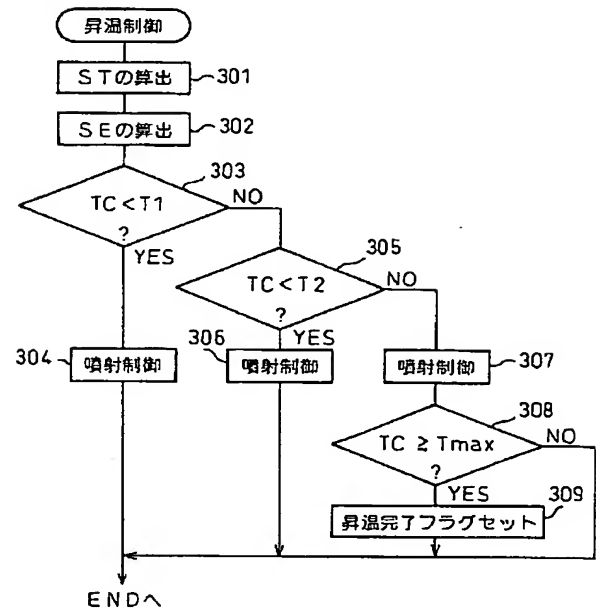 昇温制御
STの算出
301
SEの算出
302
303
TC<T1
?
NO
YES
305
TC<T2
?
NO
YES
304
噴射制御
306
噴射制御
噴射制御
307
308
TC≧Tmax
?
NO
YES
309
昇温完了フラグセット
ENDへ